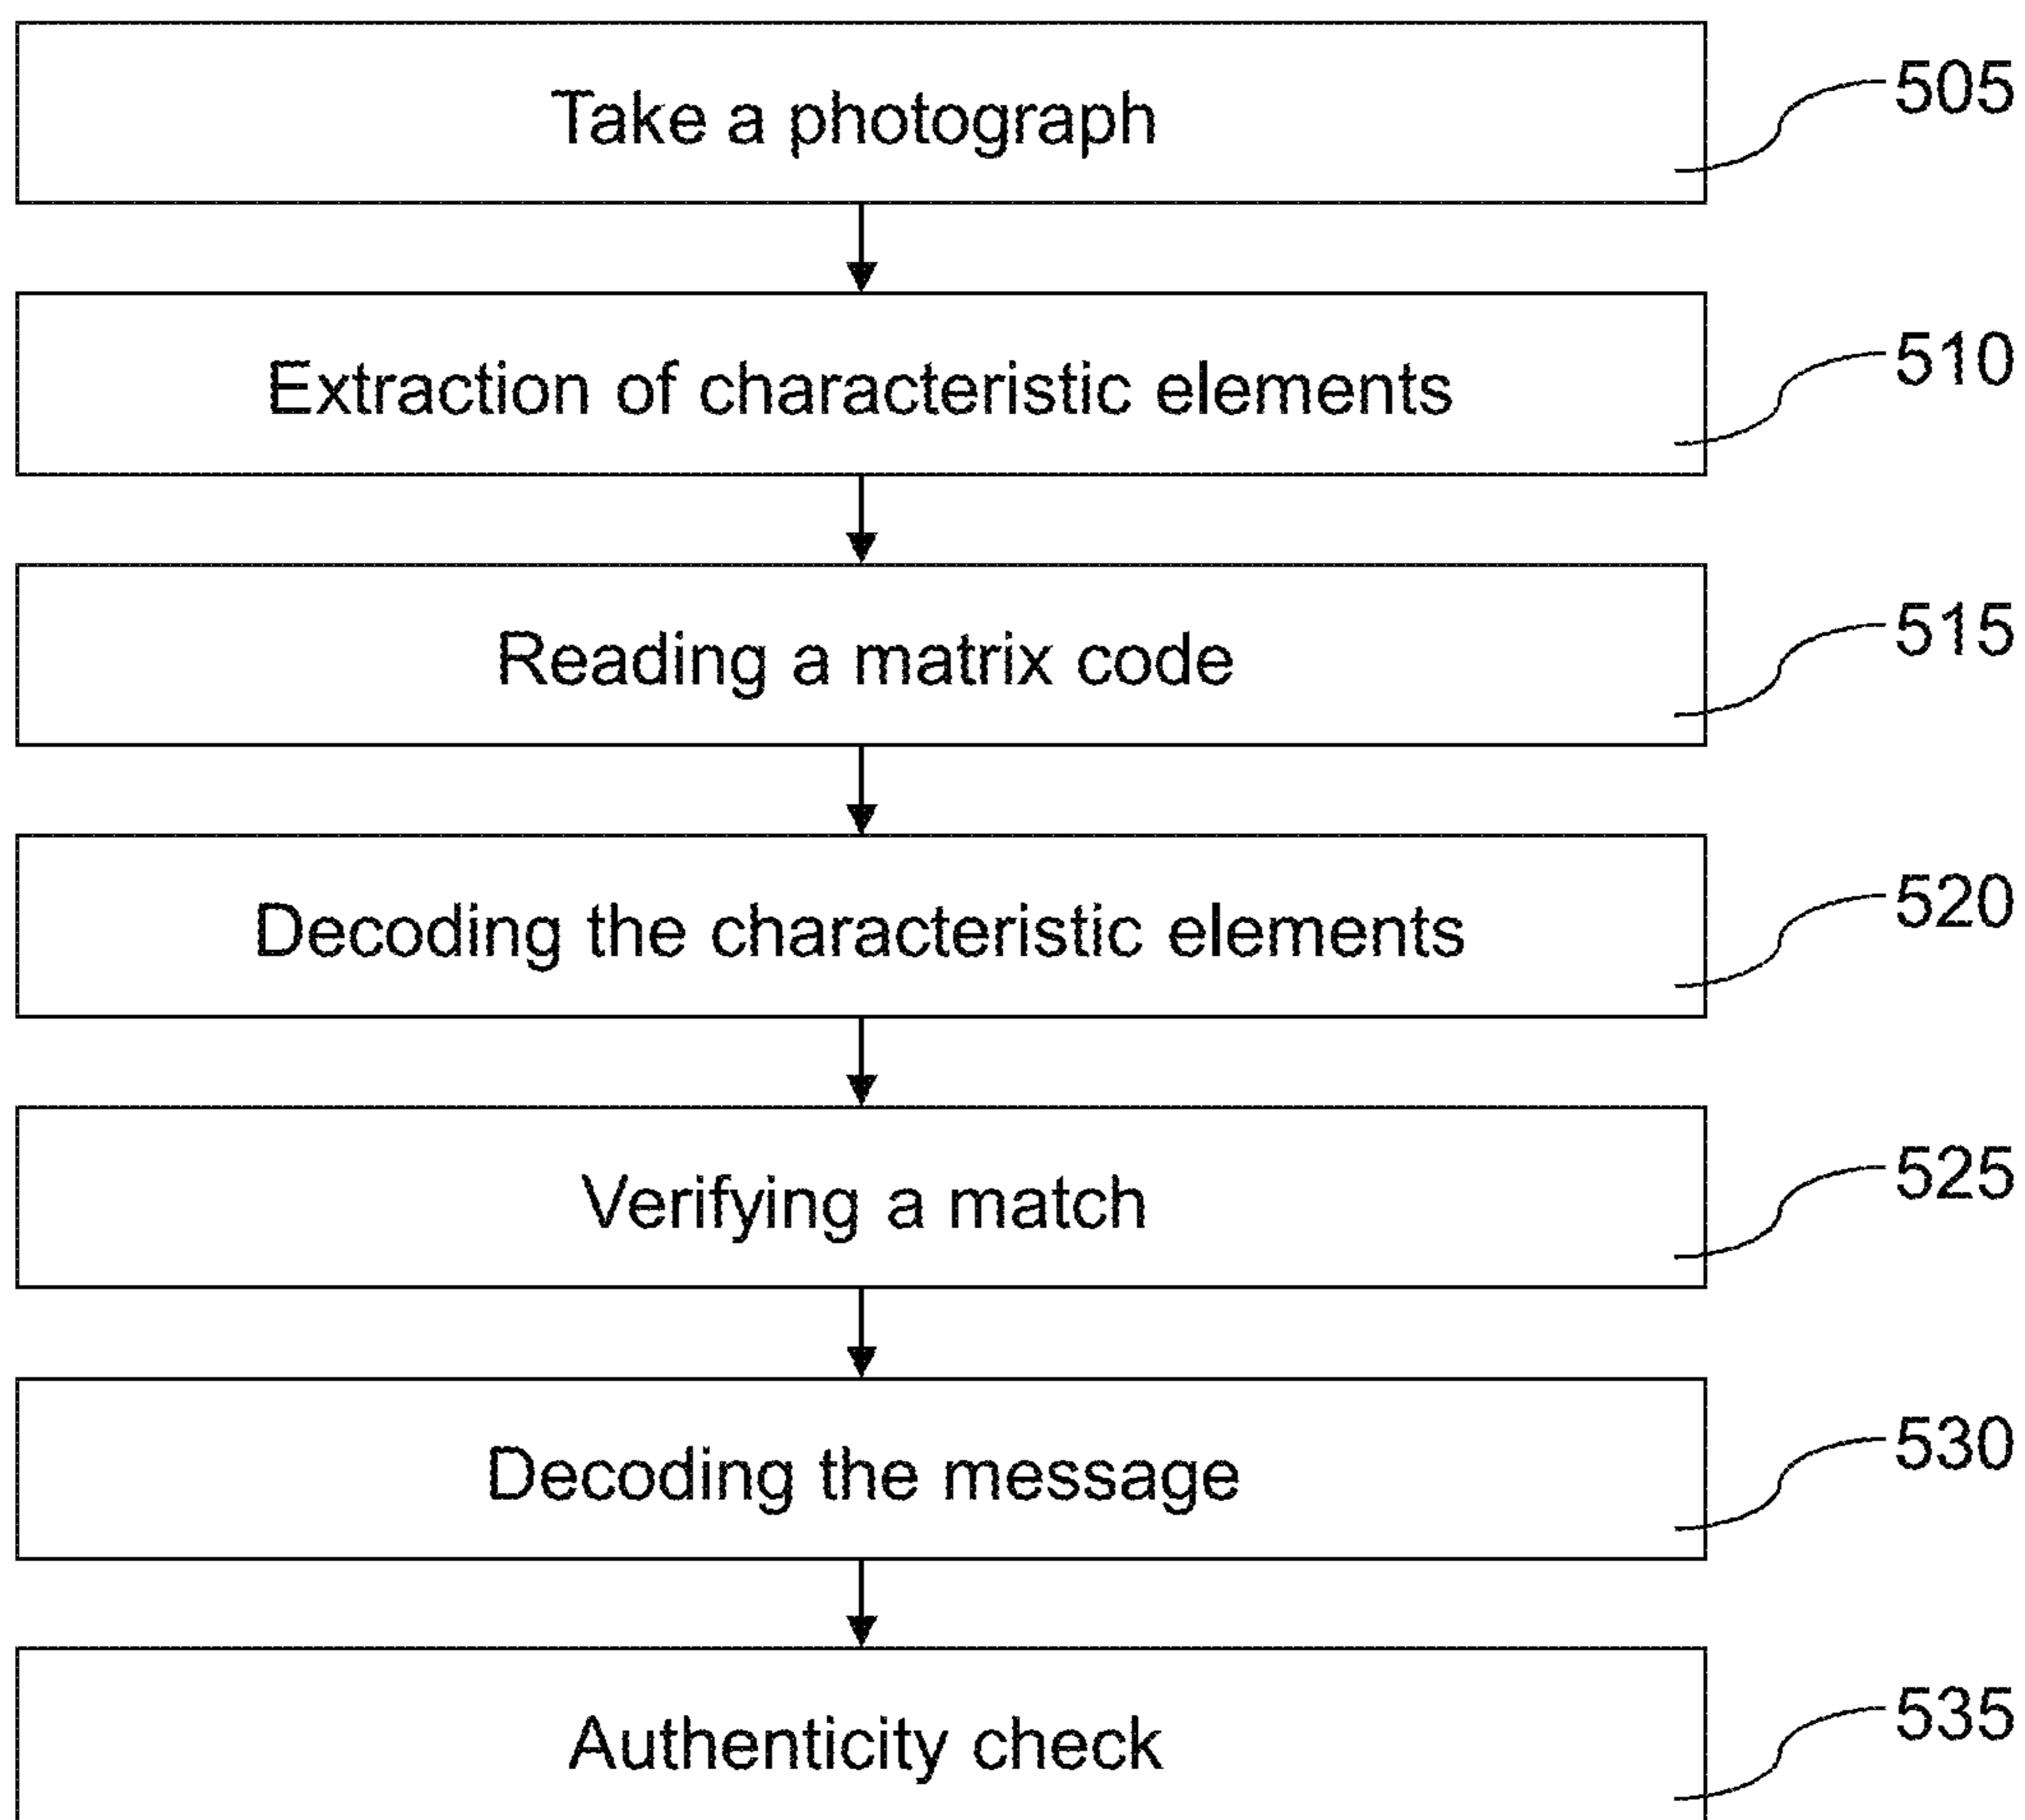 Take a photograph
505
Extraction of characteristic elements
510
Reading a matrix code
515
Decoding the characteristic elements
520
Verifying a match
525
Decoding the message
530
Authenticity check
535